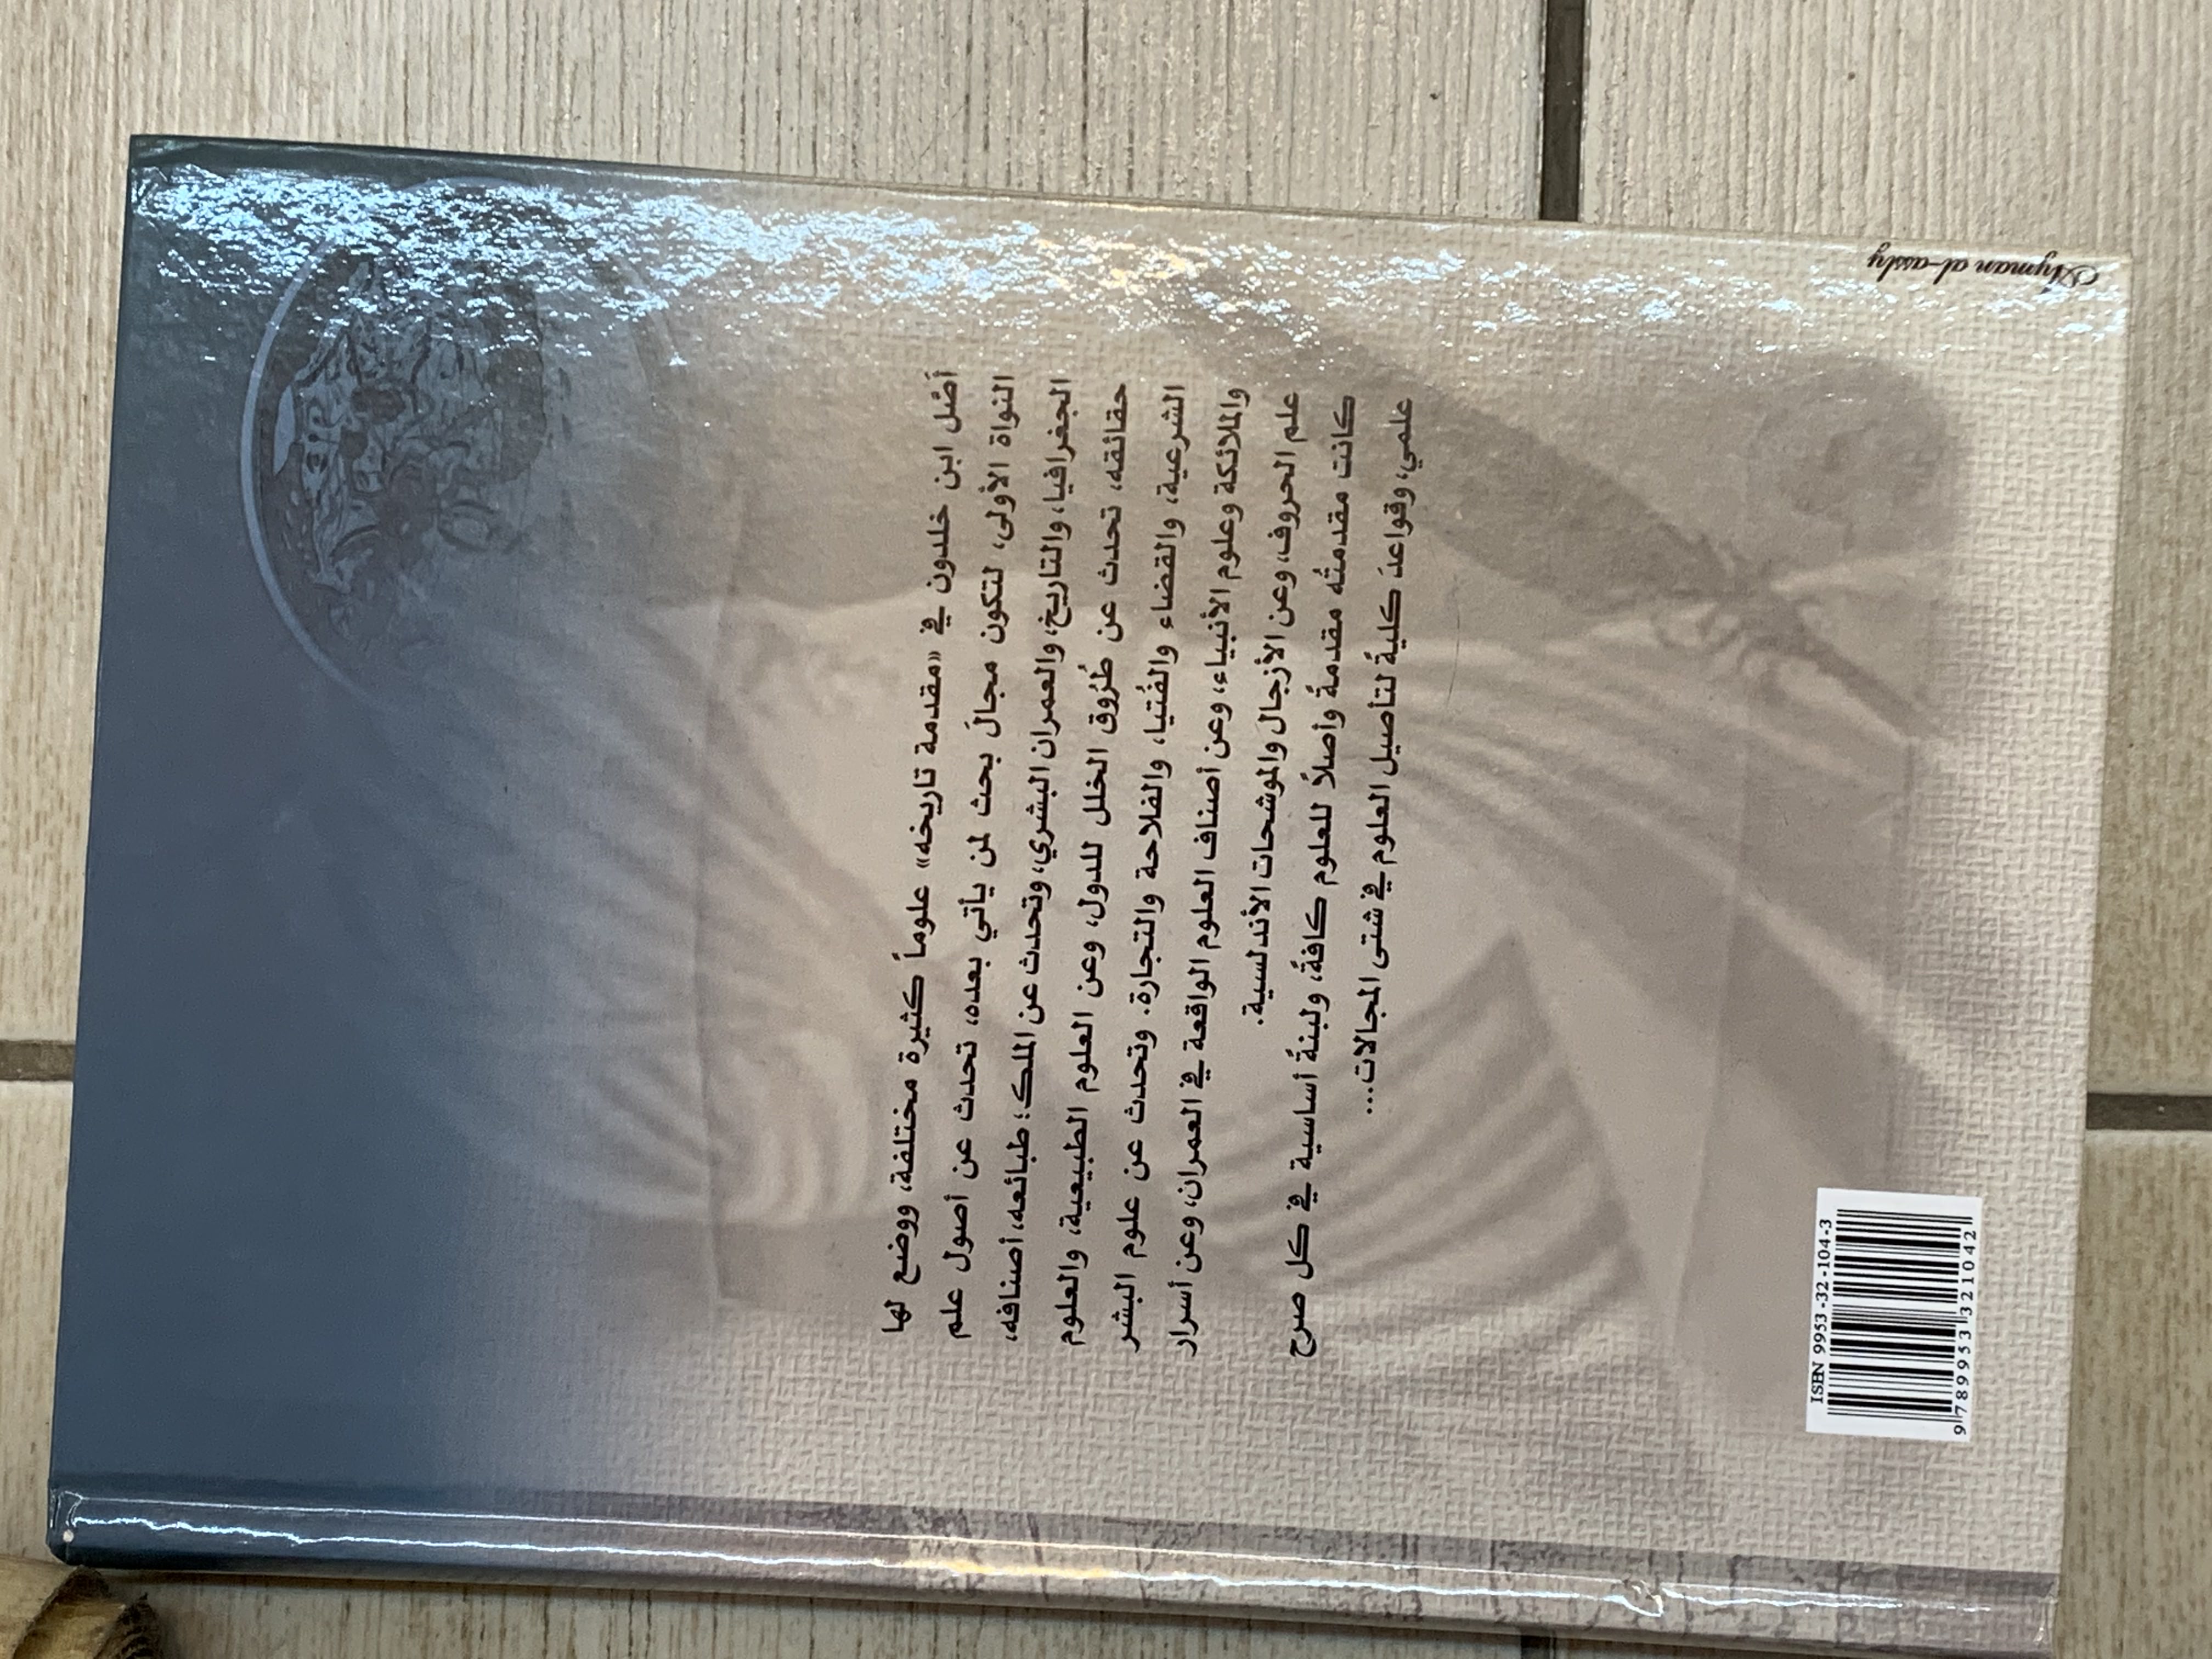 أَصَّل ابن خلدون في «مقدمة تاريخه» علوماً كثيرة مختلفة، ووضع لها
النواة الأولى، لتكون مجالَ بحث لمن يأتي بعده، تحدث عن أصول علم
الجغرافيا، والتاريخ، والعمران البشري، وتحدث عن الملك؛ طبائعه، أصنافه،
حقائقه، تحدث عن طُرُوق الخلل للدول، وعن العلوم الطبيعية، والعلوم
الشرعية، والقضاء والفُتيا، والفلاحة والتجارة. وتحدث عن علوم البشر
والملائكة وعلوم الأنبياء، وعن أصناف العلوم الواقعة في العمران، وعن أسرار
علم الحروف، وعن الأزجال والموشحات الأندلسية.
كانت مقدمتُه مقدمةً وأصلاً للعلوم كافةً، ولبنةً أساسية في كل صرح
علمي، وقواعدَ كليةً لتأصيل العلوم في شتى المجالات...
ISBN 9953-32-104-3
9 789953 321042
Ayman al-assly